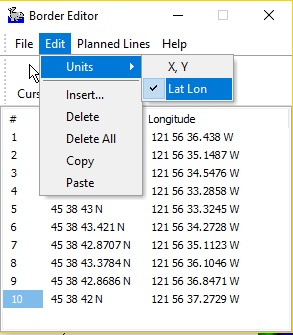 Border Editor
File Edit Planned Lines Help
Units X, Y
Lat Lon
Curs
Insert...
Delete
Delete All
Copy
Paste
# Longitude
1 121 56 36.438 W
2 121 56 35.1487 W
3 121 56 34.5476 W
4 121 56 33.2858 W
5 45 38 43 N 121 56 33.3245 W
6 45 38 43.421 N 121 56 34.2728 W
7 45 38 42.8707 N 121 56 35.1123 W
8 45 38 43.3784 N 121 56 36.1046 W
9 45 38 42.8686 N 121 56 36.8471 W
10 45 38 42 N 121 56 37.2729 W